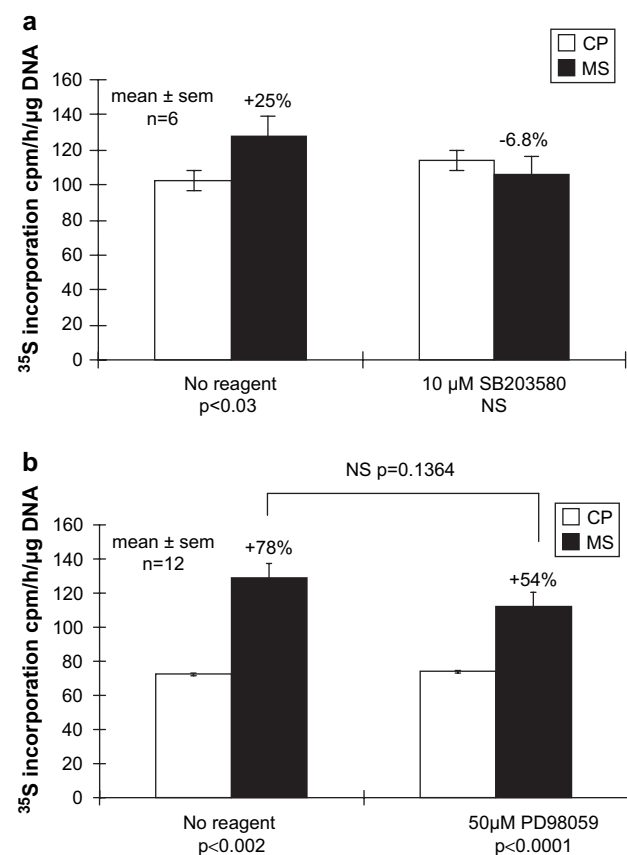 a
CP
MS
³⁵S incorporation cpm/h/µg DNA
160
140
120
100
80
60
40
20
0
mean ± sem
n=6
+25%
-6.8%
No reagent
p<0.03
10 µM SB203580
NS
b
NS p=0.1364
CP
MS
³⁵S incorporation cpm/h/µg DNA
160
140
120
100
80
60
40
20
0
mean ± sem
n=12
+78%
+54%
No reagent
p<0.002
50µM PD98059
p<0.0001